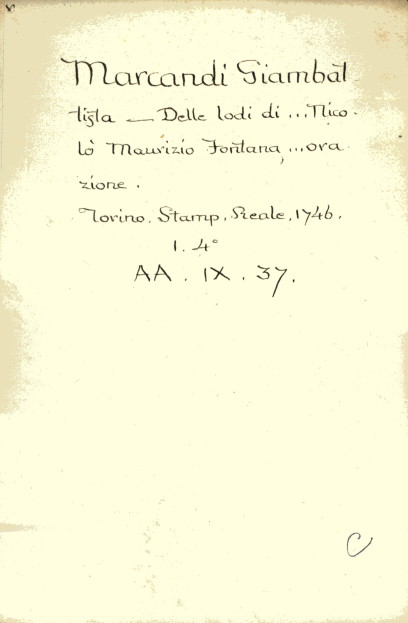 Marcandi Giambat
tista — Delle lodi di ... Nico-
lò Maurizio Fontana, ... ora
zione.
Torino. Stamp. Reale, 1746.
1. 4°
AA. IX. 37.
C